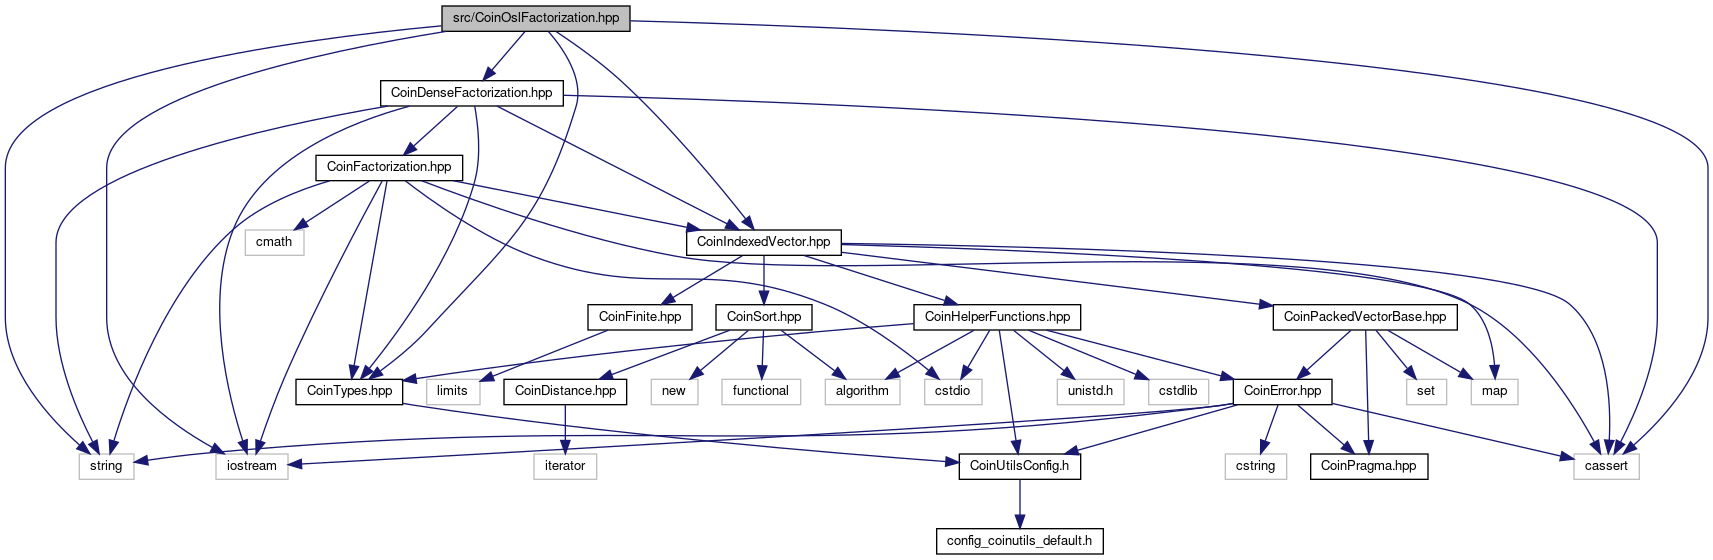 src/CoinOslFactorization.hpp
CoinDenseFactorization.hpp
CoinFactorization.hpp
cmath
CoinIndexedVector.hpp
CoinFinite.hpp
CoinSort.hpp
CoinHelperFunctions.hpp
CoinPackedVectorBase.hpp
CoinTypes.hpp
limits
CoinDistance.hpp
new
functional
algorithm
cstdio
unistd.h
cstdlib
CoinError.hpp
set
map
string
iostream
iterator
CoinUtilsConfig.h
cstring
CoinPragma.hpp
cassert
config_coinutils_default.h